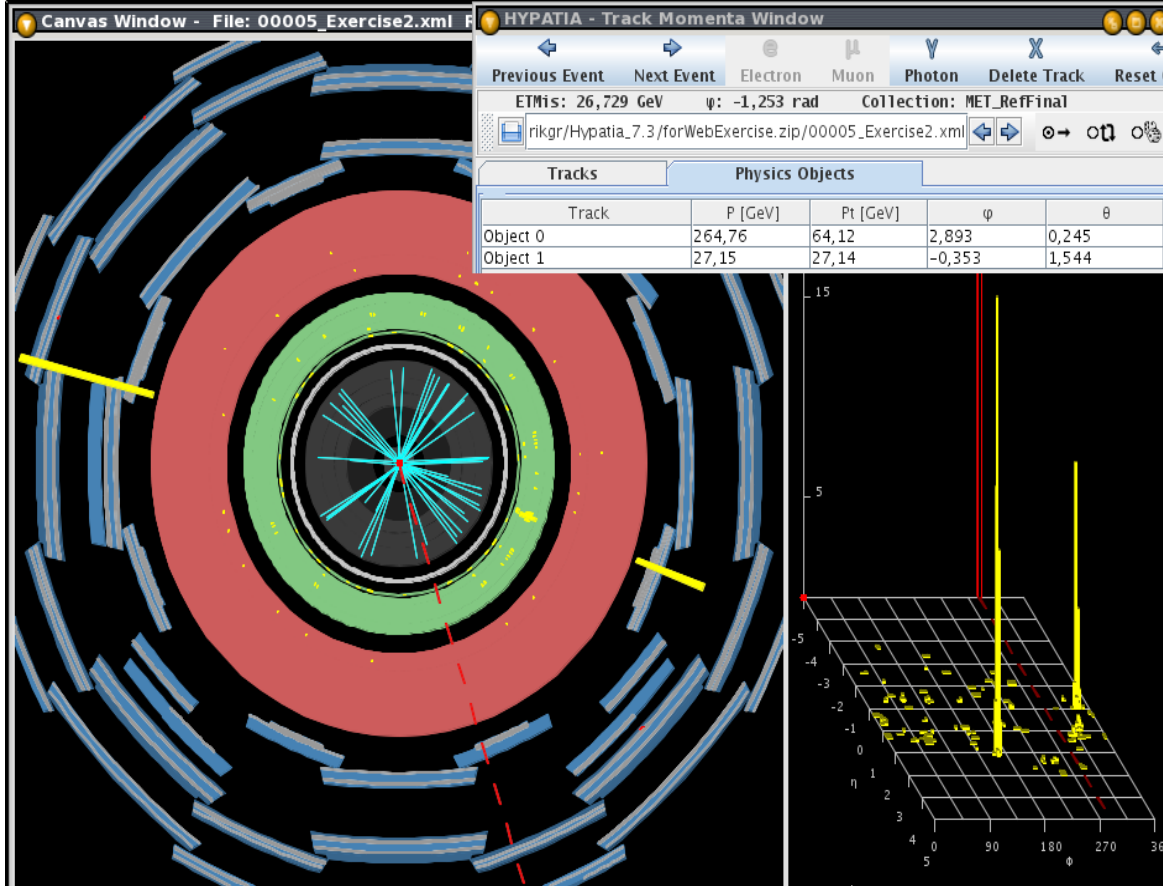 Canvas Window - File: 00005_Exercise2.xml R
HYPATIA - Track Momenta Window
Previous Event Next Event Electron Muon Photon Delete Track Reset
ETMis: 26,729 GeV φ: -1,253 rad Collection: MET_RefFinal
rikgr/Hypatia_7.3/forWebExercise.zip/00005_Exercise2.xml
Tracks Physics Objects
Track P [GeV] Pt [GeV] φ θ
Object 0 264,76 64,12 2,893 0,245
Object 1 27,15 27,14 -0,353 1,544
15
5
-5
-4
-3
-2
-1
0
η 1
2
3
4
5
0 90 180 270 36
Φ